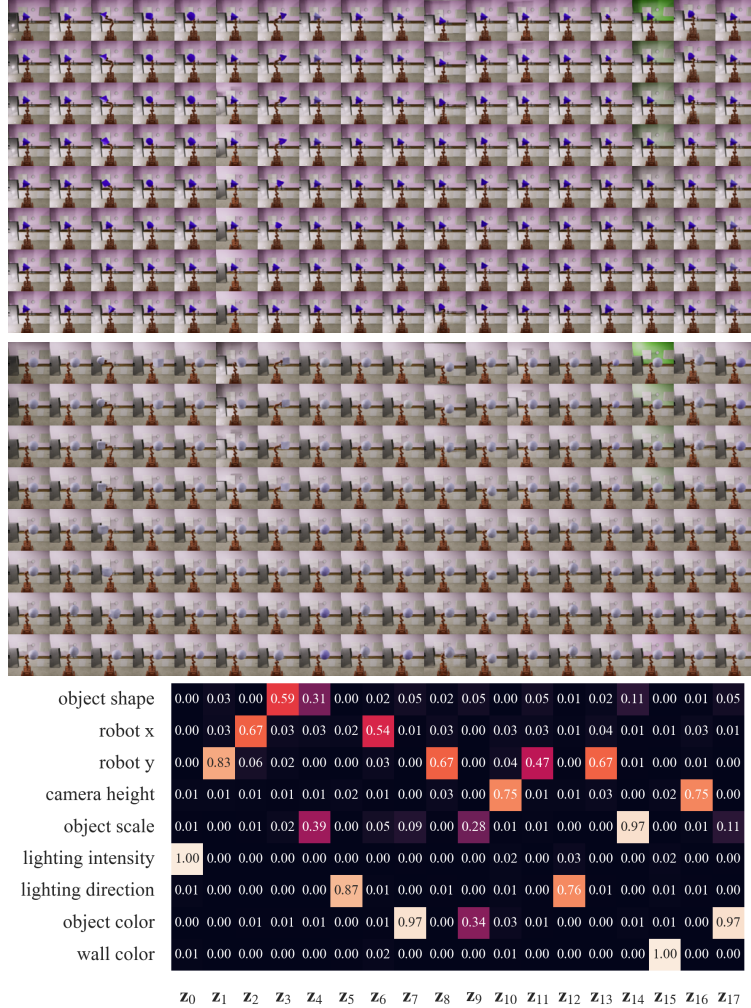 object shape 0.00 0.03 0.00 0.59 0.31 0.00 0.02 0.05 0.02 0.05 0.00 0.05 0.01 0.02 0.11 0.00 0.01 0.05
robot x 0.00 0.03 0.67 0.03 0.03 0.02 0.54 0.01 0.03 0.00 0.03 0.03 0.01 0.04 0.01 0.01 0.03 0.01
robot y 0.00 0.83 0.06 0.02 0.00 0.00 0.03 0.00 0.67 0.00 0.04 0.47 0.00 0.67 0.01 0.00 0.00 0.00
camera height 0.01 0.01 0.01 0.01 0.01 0.02 0.01 0.00 0.03 0.00 0.75 0.01 0.01 0.03 0.00 0.02 0.75 0.00
object scale 0.01 0.00 0.01 0.02 0.39 0.00 0.05 0.09 0.00 0.28 0.01 0.01 0.00 0.00 0.97 0.00 0.01 0.11
lighting intensity 1.00 0.00 0.00 0.00 0.00 0.00 0.00 0.00 0.00 0.00 0.02 0.00 0.03 0.00 0.00 0.02 0.00 0.00
lighting direction 0.01 0.00 0.00 0.00 0.00 0.87 0.01 0.00 0.01 0.00 0.01 0.00 0.76 0.01 0.00 0.01 0.01 0.00
object color 0.00 0.00 0.01 0.01 0.01 0.00 0.01 0.97 0.00 0.34 0.03 0.01 0.00 0.00 0.01 0.01 0.00 0.97
wall color 0.01 0.00 0.00 0.00 0.00 0.00 0.02 0.00 0.00 0.00 0.01 0.00 0.00 0.00 0.00 1.00 0.00 0.00
z0 z1 z2 z3 z4 z5 z6 z7 z8 z9 z10 z11 z12 z13 z14 z15 z16 z17